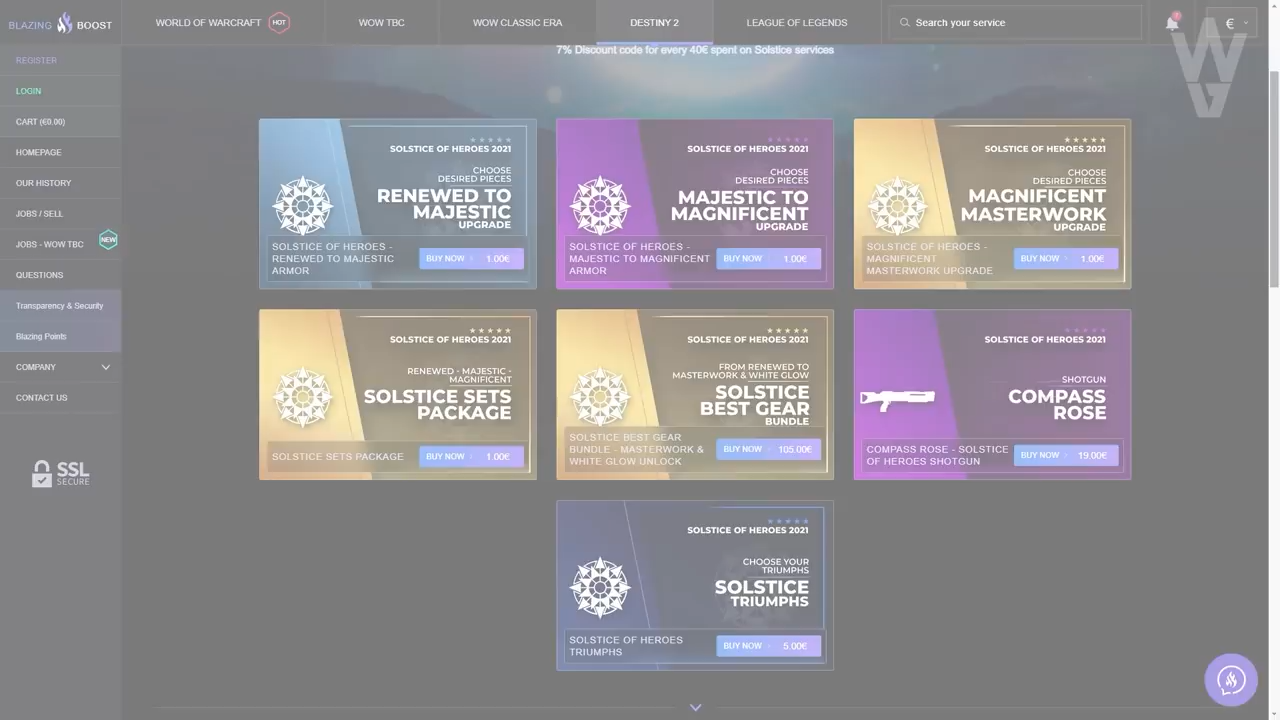 BLAZING BOOST
WORLD OF WARCRAFT HOT
WOW TBC
WOW CLASSIC ERA
DESTINY 2
LEAGUE OF LEGENDS
Search your service
€
REGISTER
LOGIN
CART (€0.00)
HOMEPAGE
OUR HISTORY
JOBS / SELL
JOBS - WOW TBC NEW
QUESTIONS
Transparency & Security
Blazing Points
COMPANY
CONTACT US
SSL
SECURE
7% Discount code for every 40€ spent on Solstice services
SOLSTICE OF HEROES 2021
CHOOSE
DESIRED PIECES
RENEWED TO
MAJESTIC
UPGRADE
SOLSTICE OF HEROES -
RENEWED TO MAJESTIC
ARMOR
BUY NOW 1.00€
SOLSTICE OF HEROES 2021
CHOOSE
DESIRED PIECES
MAJESTIC TO
MAGNIFICENT
UPGRADE
SOLSTICE OF HEROES -
MAJESTIC TO MAGNIFICENT
ARMOR
BUY NOW 1.00€
SOLSTICE OF HEROES 2021
CHOOSE
DESIRED PIECES
MAGNIFICENT
MASTERWORK
UPGRADE
SOLSTICE OF HEROES -
MAGNIFICENT
MASTERWORK UPGRADE
BUY NOW 1.00€
SOLSTICE OF HEROES 2021
RENEWED - MAJESTIC -
MAGNIFICENT
SOLSTICE SETS
PACKAGE
SOLSTICE SETS PACKAGE
BUY NOW 1.00€
SOLSTICE OF HEROES 2021
FROM RENEWED TO
MASTERWORK & WHITE GLOW
SOLSTICE
BEST GEAR
BUNDLE
SOLSTICE BEST GEAR
BUNDLE - MASTERWORK &
WHITE GLOW UNLOCK
BUY NOW 105.00€
SOLSTICE OF HEROES 2021
SHOTGUN
COMPASS
ROSE
COMPASS ROSE - SOLSTICE
OF HEROES SHOTGUN
BUY NOW 19.00€
SOLSTICE OF HEROES 2021
CHOOSE YOUR
TRIUMPHS
SOLSTICE
TRIUMPHS
SOLSTICE OF HEROES
TRIUMPHS
BUY NOW 5.00€